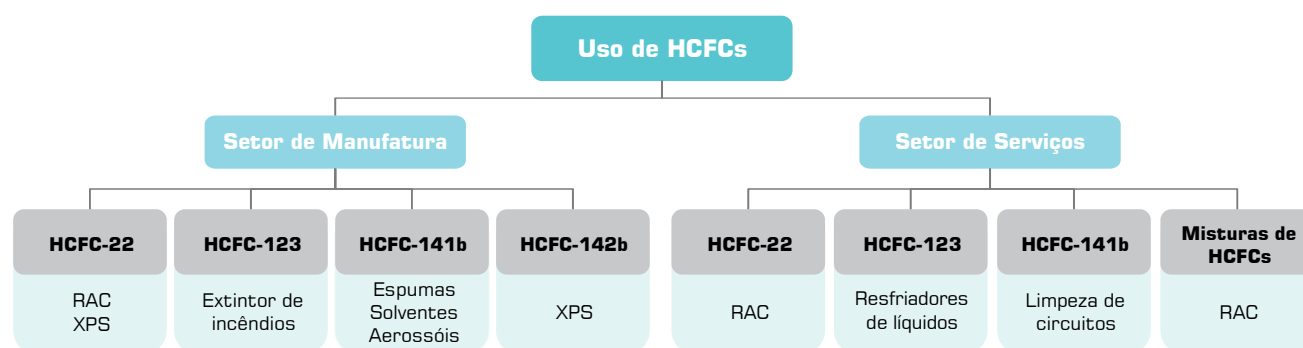 Uso de HCFCs
Setor de Manufatura
Setor de Serviços
HCFC-22
RAC
XPS
HCFC-123
Extintor de
incêndios
HCFC-141b
Espumas
Solventes
Aerossóis
HCFC-142b
XPS
HCFC-22
RAC
HCFC-123
Resfriadores
de líquidos
HCFC-141b
Limpeza de
circuitos
Misturas de
HCFCs
RAC